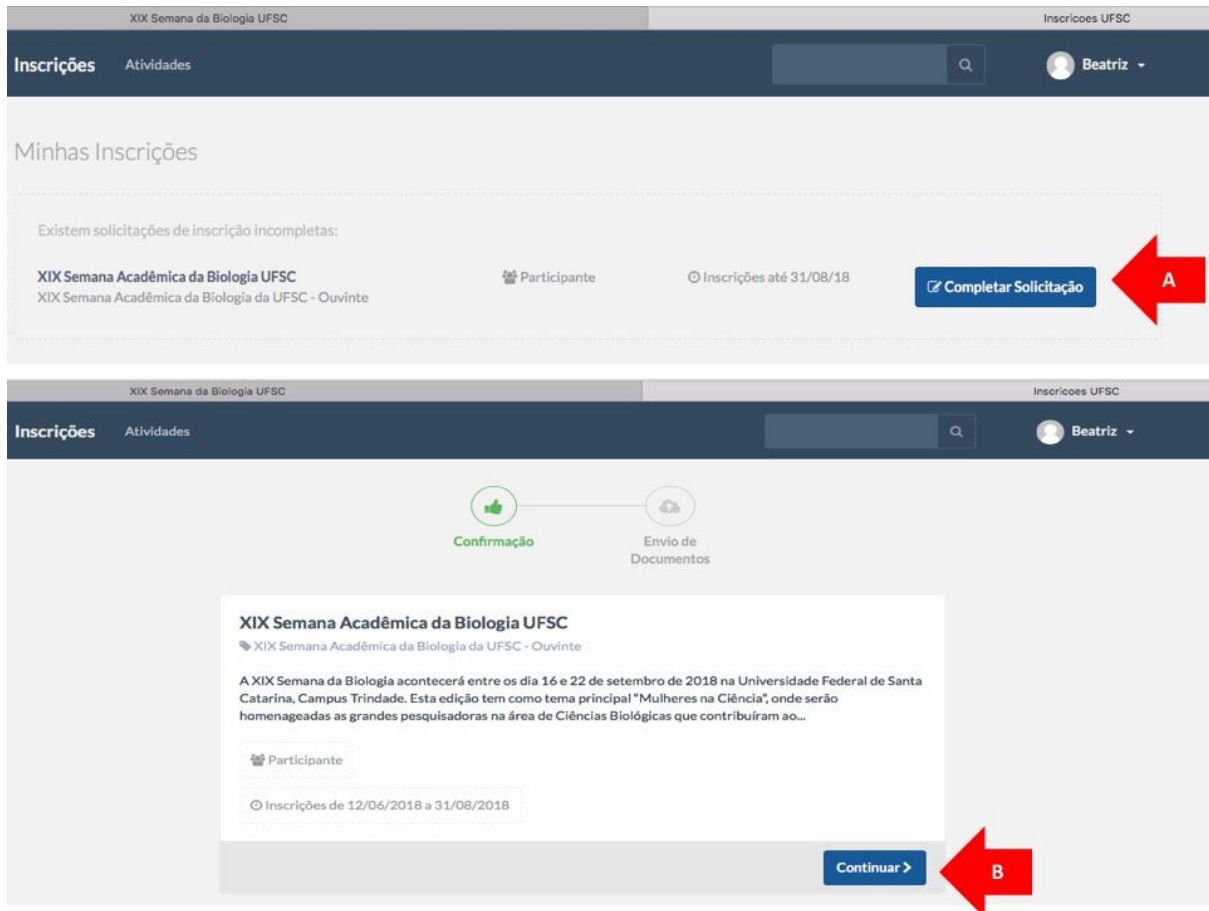 XIX Semana da Biologia UFSC Inscricoes UFSC
Inscrições Atividades Beatriz
Minhas Inscrições
Existem solicitações de inscrição incompletas:
XIX Semana Acadêmica da Biologia UFSC Participante Inscrições até 31/08/18 Completar Solicitação A
XIX Semana Acadêmica da Biologia da UFSC - Ouvinte
XIX Semana da Biologia UFSC Inscricoes UFSC
Inscrições Atividades Beatriz
Confirmação Envio de
Documentos
XIX Semana Acadêmica da Biologia UFSC
XIX Semana Acadêmica da Biologia da UFSC - Ouvinte
A XIX Semana da Biologia acontecerá entre os dia 16 e 22 de setembro de 2018 na Universidade Federal de Santa
Catarina, Campus Trindade. Esta edição tem como tema principal "Mulheres na Ciência", onde serão
homenageadas as grandes pesquisadoras na área de Ciências Biológicas que contribuíram ao...
Participante
Inscrições de 12/06/2018 a 31/08/2018
Continuar > B